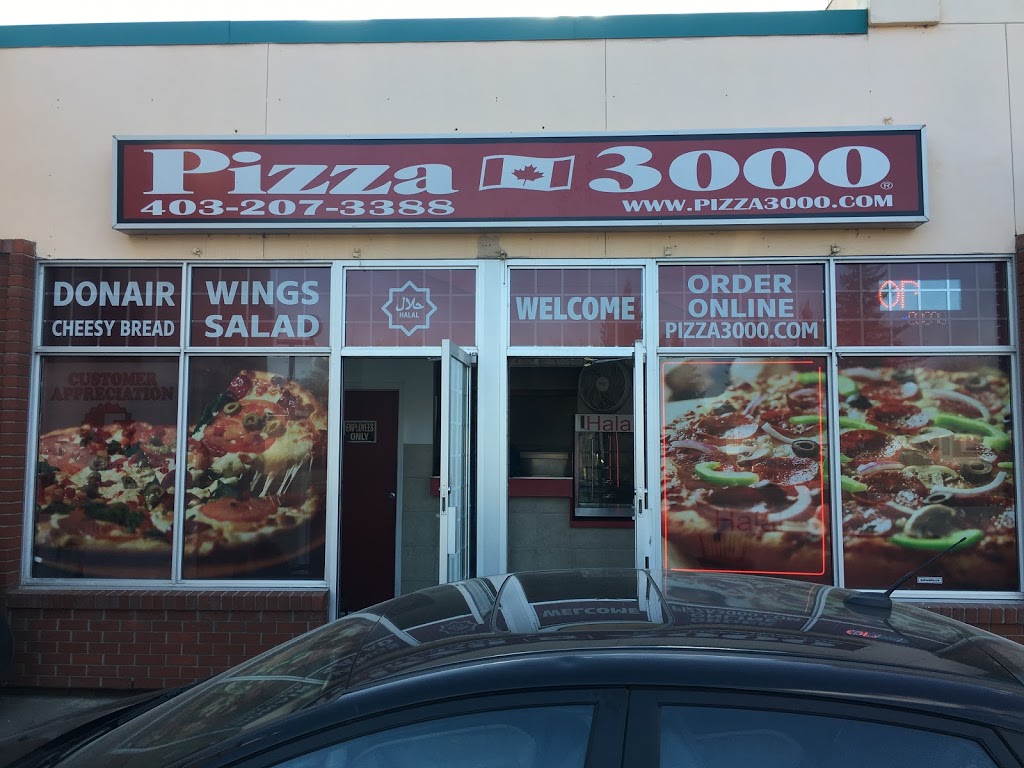 Pizza 3000®
403-207-3388 WWW.PIZZA3000.COM
DONAIR
CHEESY BREAD
WINGS
SALAD
حلال
HALAL
WELCOME
ORDER
ONLINE
PIZZA3000.COM
CUSTOMER
APPRECIATION
EMPLOYEES
ONLY
Hala